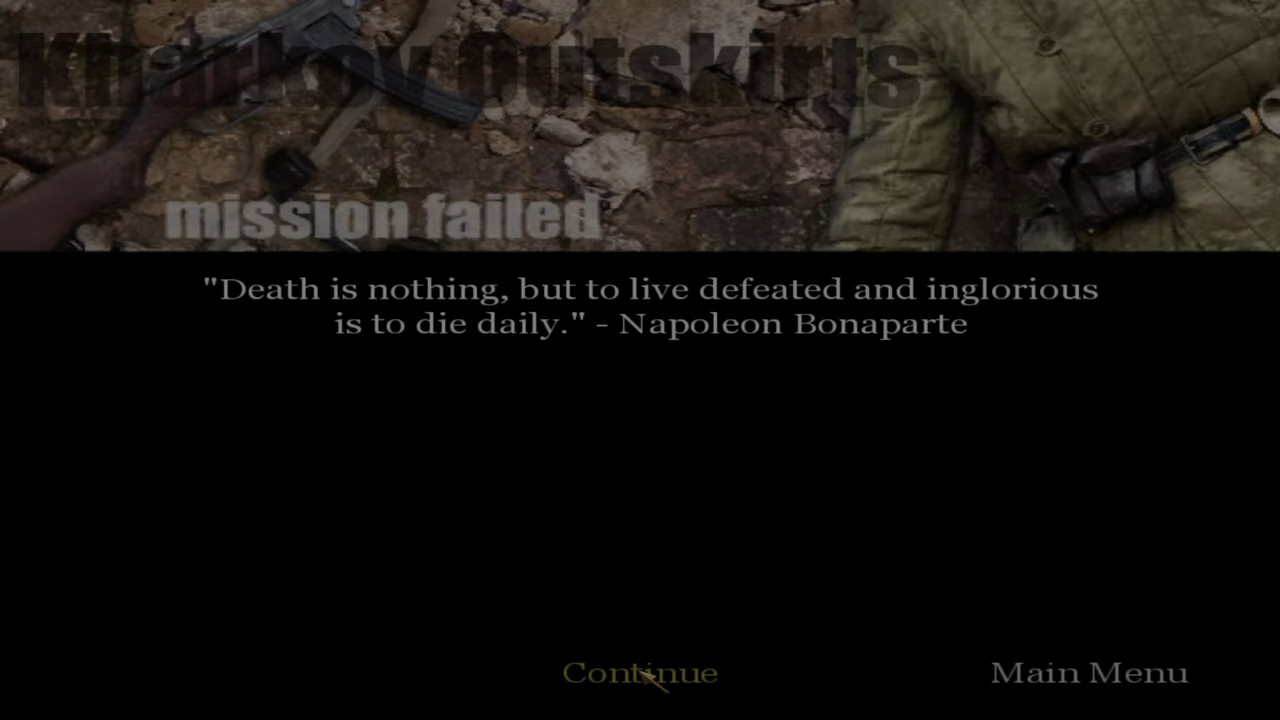 Kharkov Outskirts
mission failed
"Death is nothing, but to live defeated and inglorious
is to die daily." - Napoleon Bonaparte
Continue
Main Menu